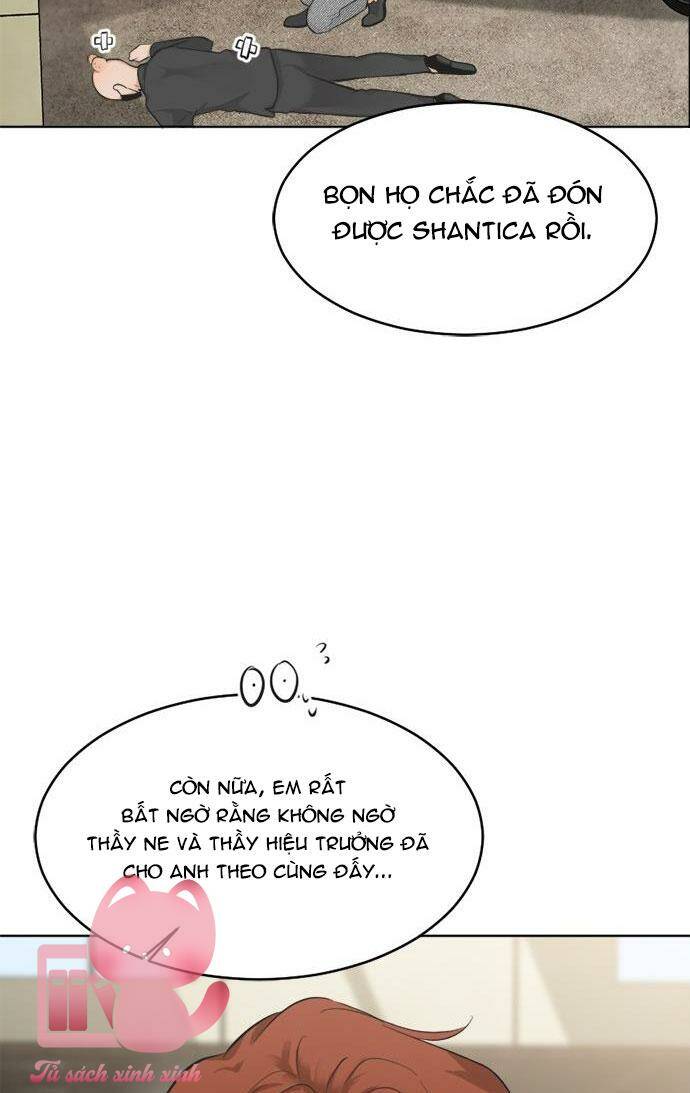 BỌN HỌ CHẮC ĐÃ ĐÓN
ĐƯỢC SHANTICA RỒI.
CÒN NỮA, EM RẤT
BẤT NGỜ RẰNG KHÔNG NGỜ
THẦY NE VÀ THẦY HIỆU TRƯỞNG ĐÃ
CHO ANH THEO CÙNG ĐẤY...
Tủ sách xinh xinh